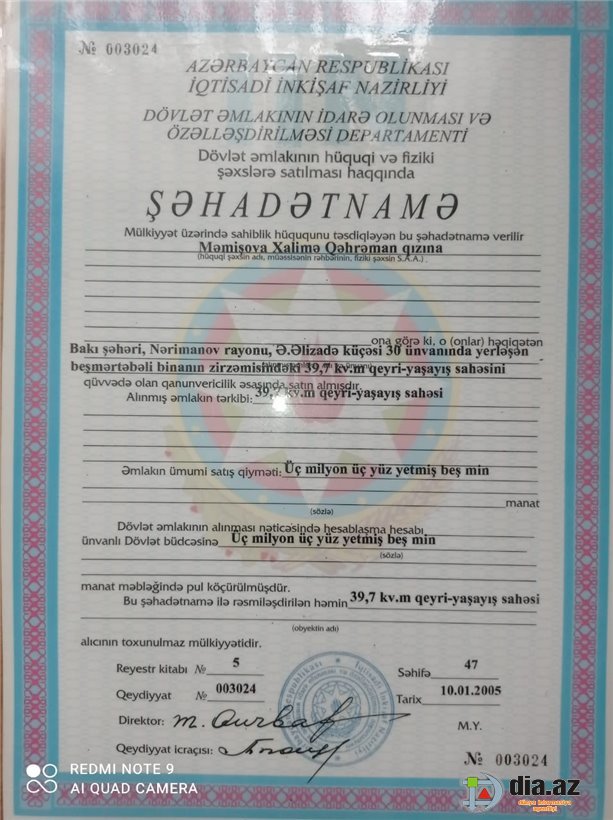 № 003024
AZƏRBAYCAN RESPUBLİKASI
İQTİSADİ İNKİŞAF NAZİRLİYİ
DÖVLƏT ƏMLAKININ İDARƏ OLUNMASI VƏ
ÖZƏLLƏŞDİRİLMƏSİ DEPARTAMENTİ
Dövlət əmlakının hüquqi və fiziki
şəxslərə satılması haqqında
ŞƏHADƏTNAMƏ
Mülkiyyət üzərində sahiblik hüququnu təsdiqləyən bu şəhadətnamə verilir
Məmişova Xalimə Qəhrəman qızına
(hüquqi şəxsin adı, müəssisənin rəhbərinin, fiziki şəxsin S.A.A.)
ona görə ki, o (onlar) həqiqətən
Bakı şəhəri, Nərimanov rayonu, Ə.Əlizadə küçəsi 30 ünvanında yerləşən
beşmərtəbəli binanın zirzəmisindəki 39,7 kv.m qeyri-yaşayış sahəsini
qüvvədə olan qanunvericilik əsasında satın almışdır.
Alınmış əmlakın tərkibi: 39,7 kv.m qeyri-yaşayış sahəsi
Əmlakın ümumi satış qiyməti: Üç milyon üç yüz yetmiş beş min
manat
(sözlə)
Dövlət əmlakının alınması nəticəsində hesablaşma hesabı
ünvanlı Dövlət büdcəsinə Üç milyon üç yüz yetmiş beş min
(sözlə)
manat məbləğində pul köçürülmüşdür.
Bu şəhadətnamə ilə rəsmiləşdirilən həmin 39,7 kv.m qeyri-yaşayış sahəsi
(obyektin adı)
alıcının toxunulmaz mülkiyyətidir.
Reyestr kitabı № 5 Səhifə 47
Qeydiyyat № 003024 Tarix 10.01.2005
Direktor: M.Y.
Qeydiyyat icraçısı:
№ 003024
REDMI NOTE 9
AI QUAD CAMERA
dia.az
dünya informasiya
agentliyi